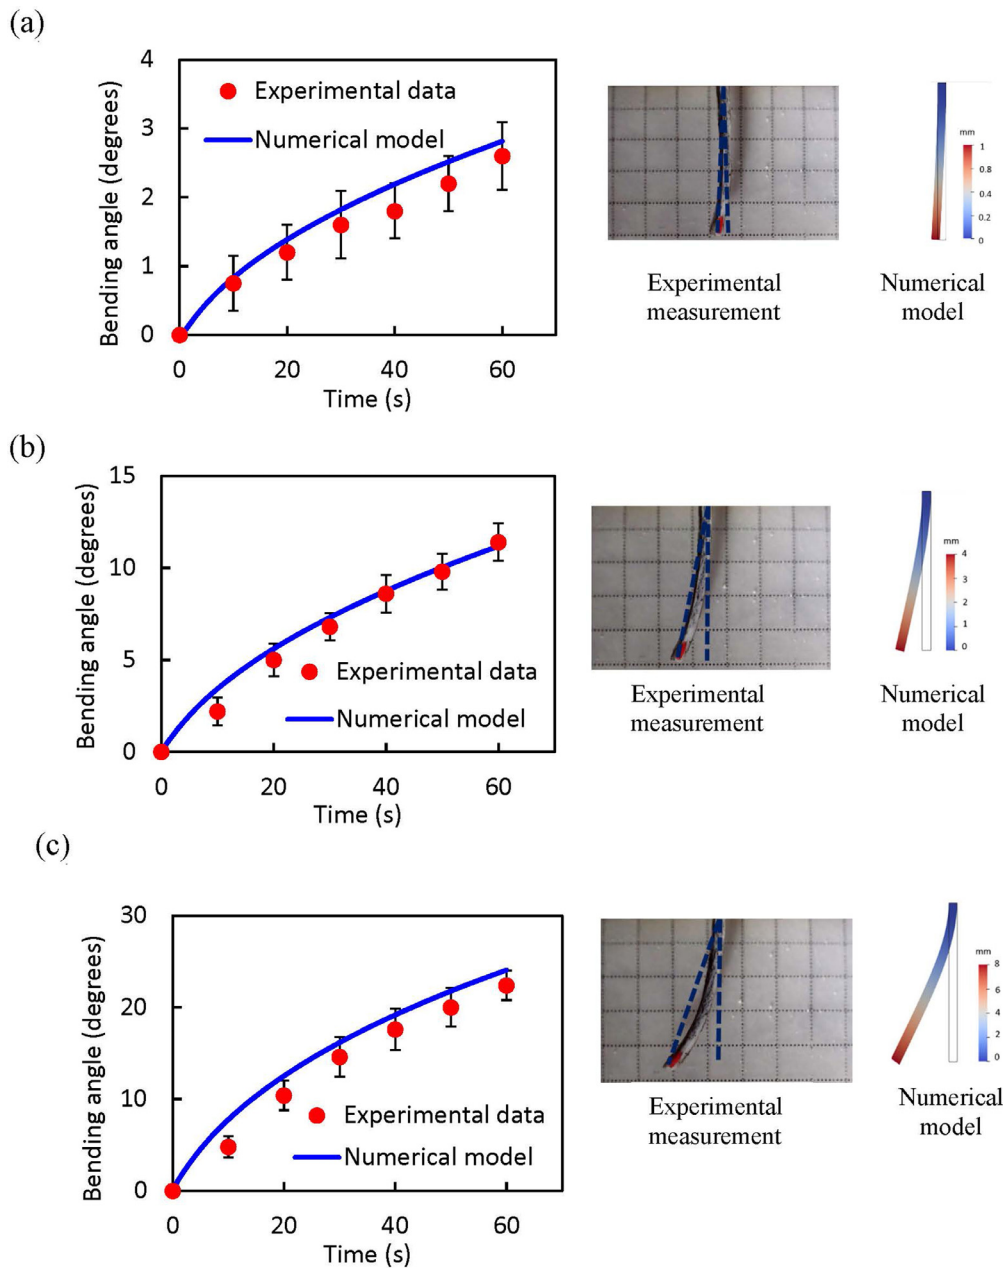 (a)
4
3
2
1
0
Bending angle (degrees)
Experimental data
Numerical model
0
20
40
60
Time (s)
Experimental
measurement
mm
1
0.8
0.6
0.4
0.2
0
Numerical
model
(b)
15
10
5
0
Bending angle (degrees)
Experimental data
Numerical model
0
20
40
60
Time (s)
Experimental
measurement
mm
4
3
2
1
0
Numerical
model
(c)
30
20
10
0
Bending angle (degrees)
Experimental data
Numerical model
0
20
40
60
Time (s)
Experimental
measurement
mm
8
6
4
2
0
Numerical
model